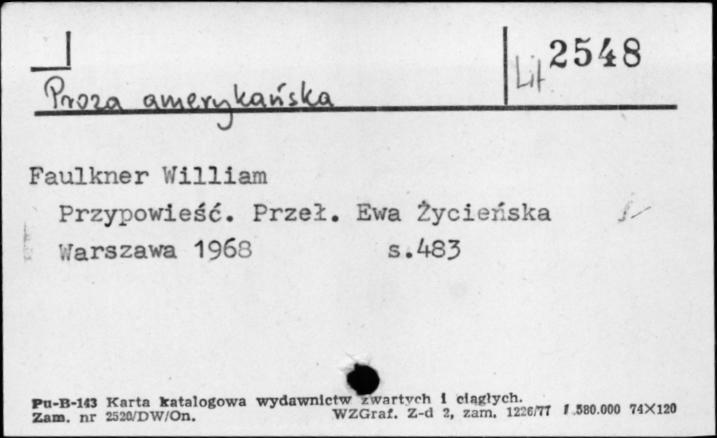 Lit 2548
Proza amerykańska
Faulkner William
Przypowieść. Przeł. Ewa Życieńska
Warszawa 1968 s.483
Pu-B-143 Karta katalogowa wydawnictw zwartych i ciągłych.
Zam. nr 2520/DW/On. WZGraf. Z-d 2, zam. 1226/77 1.580.000 74X120